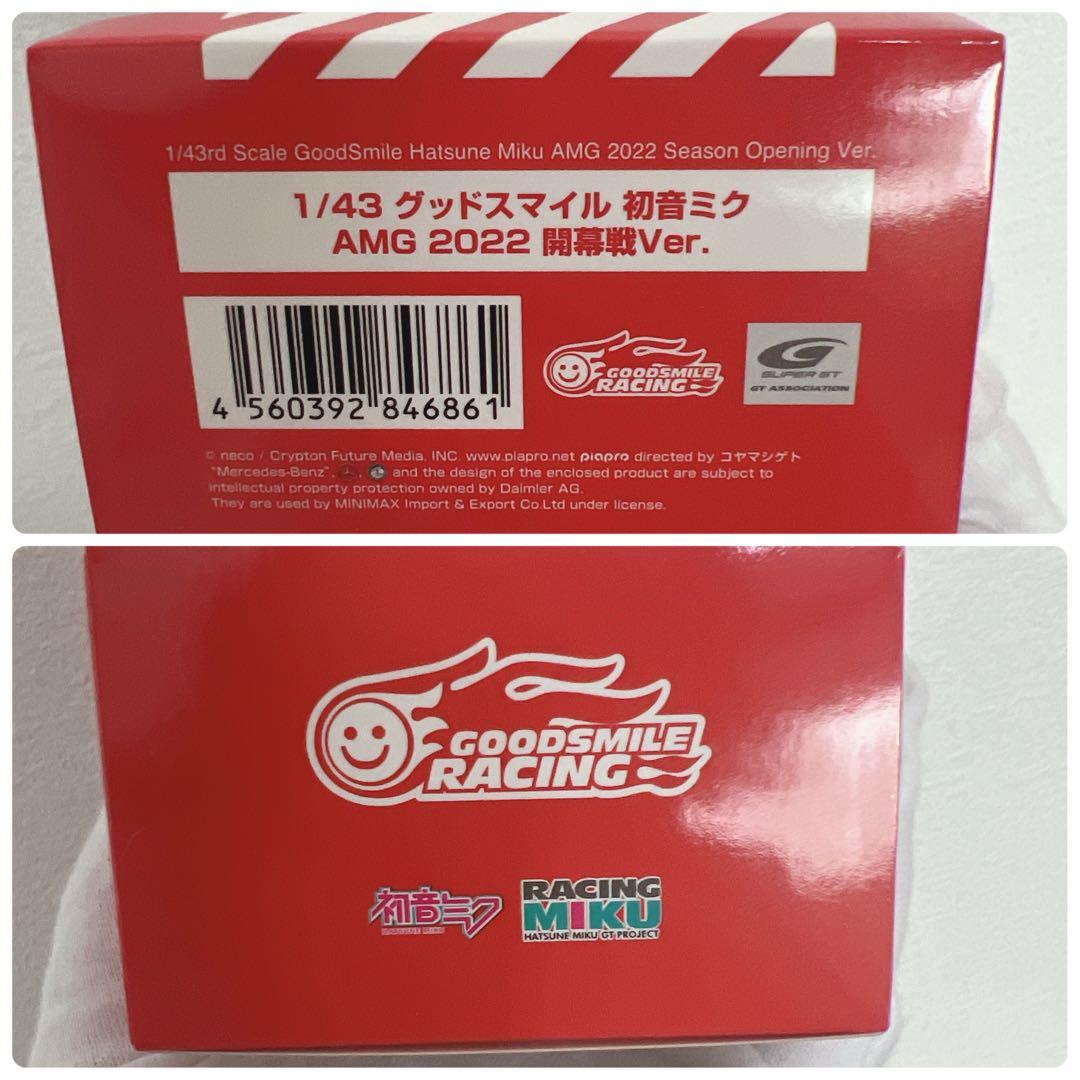 1/43rd Scale GoodSmile Hatsune Miku AMG 2022 Season Opening Ver.
1/43 グッドスマイル 初音ミク
AMG 2022 開幕戦Ver.
4 560392 846861
GOODSMILE
RACING
SUPER GT
GT ASSOCIATION
© neco / Crypton Future Media, INC. www.piapro.net piapro directed by コヤマシゲト
"Mercedes-Benz", , and the design of the enclosed product are subject to
intellectual property protection owned by Daimler AG.
They are used by MINIMAX Import & Export Co.Ltd under license.
GOODSMILE
RACING
初音ミク
HATSUNE MIKU
RACING
MIKU
HATSUNE MIKU GT PROJECT